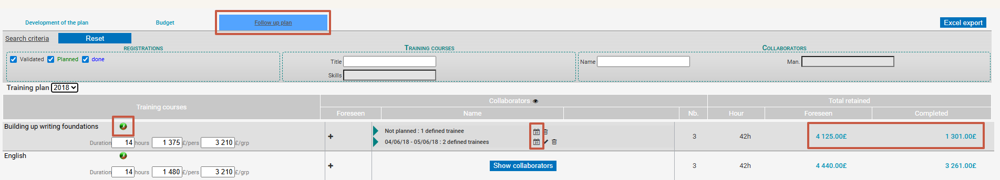 Development of the plan Budget Follow up plan Excel export
Search criteria Reset
REGISTRATIONS TRAINING COURSES COLLABORATORS
Validated Planned done Title Name Man.
Skills
Training plan 2018
Training courses Collaborators Total retained
Foreseen Name Nb. Hour Foreseen Completed
Building up writing foundations
Not planned : 1 defined trainee
+ 3 42h 4 125.00£ 1 301.00£
Duration 14 hours 1 375 £/pers 3 210 £/grp 04/06/18 - 05/06/18 : 2 defined trainees
English
+ Show collaborators 3 42h 4 440.00£ 3 261.00£
Duration 14 hours 1 480 £/pers 3 210 £/grp